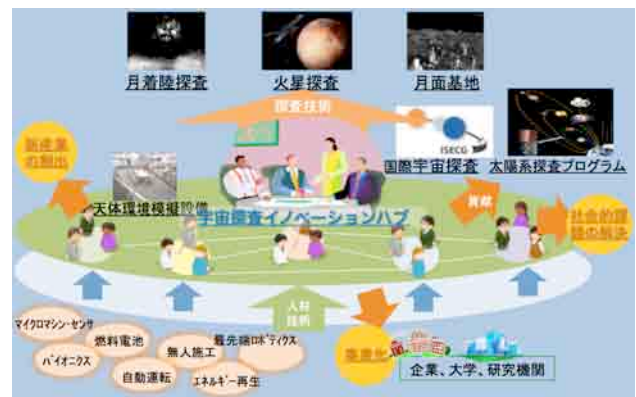 月着陸探査
火星探査
月面基地
探査技術
ISECG
国際宇宙探査
太陽系探査プログラム
新産業
の創出
天体環境模擬設備
貢献
宇宙探査イノベーションハブ
社会的課
題の解決
人材
技術
マイクロマシン・センサ
燃料電池
最先端ロボティクス
無人施工
バイオニクス
自動運転
エネルギー再生
事業化
企業、大学、研究機関